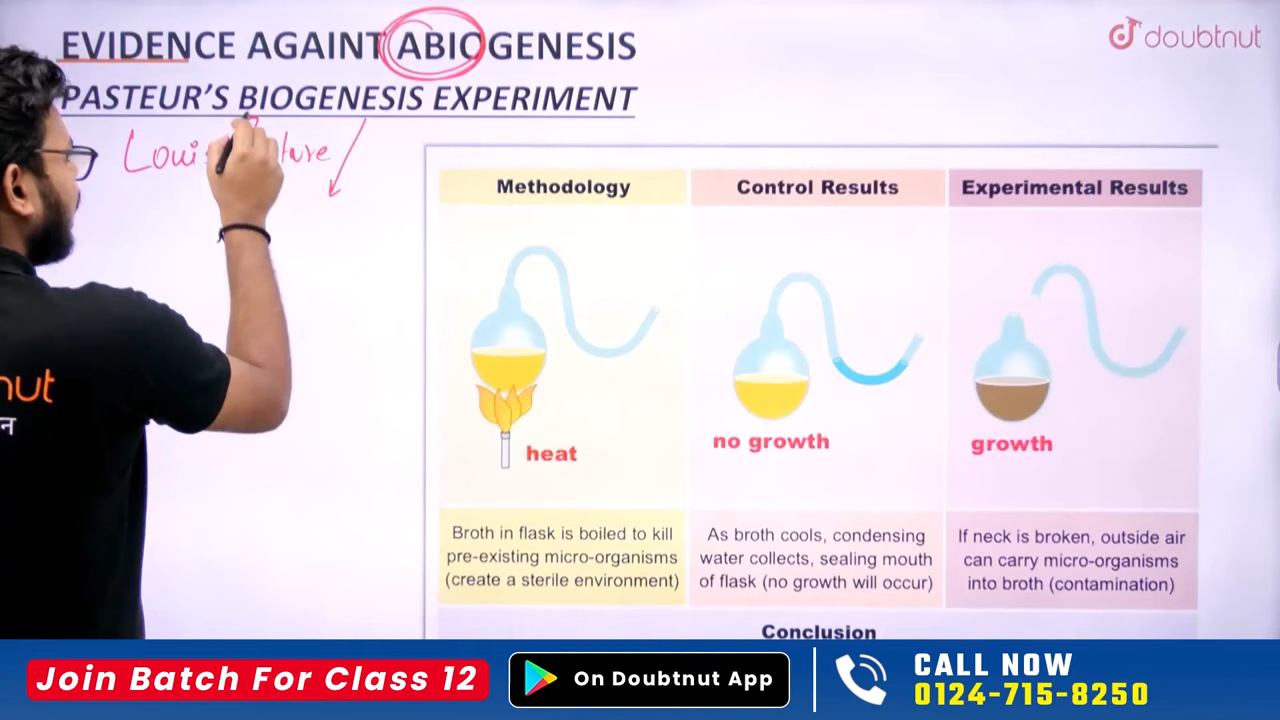 EVIDENCE AGAINT ABIOGENESIS
doubtnut
PASTEUR'S BIOGENESIS EXPERIMENT
Methodology
Control Results
Experimental Results
heat
no growth
growth
Broth in flask is boiled to kill
pre-existing micro-organisms
(create a sterile environment)
As broth cools, condensing
water collects, sealing mouth
of flask (no growth will occur)
If neck is broken, outside air
can carry micro-organisms
into broth (contamination)
Conclusion
Join Batch For Class 12
On Doubtnut App
CALL NOW
0124-715-8250